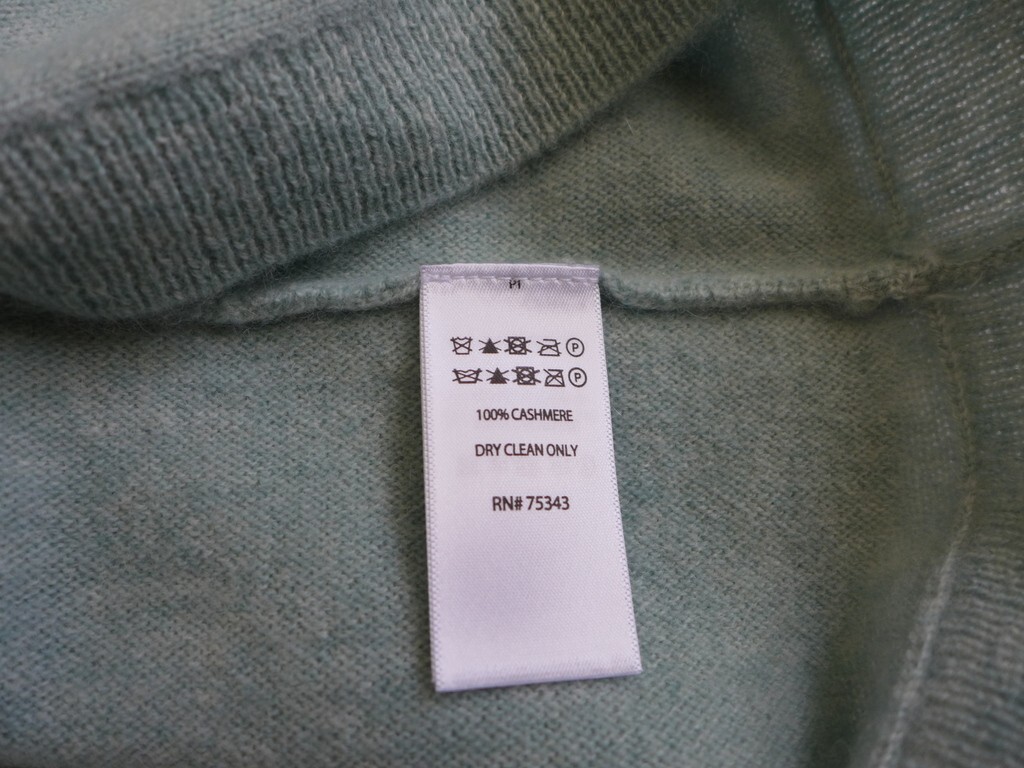 P
P
100% CASHMERE
DRY CLEAN ONLY
RN# 75343